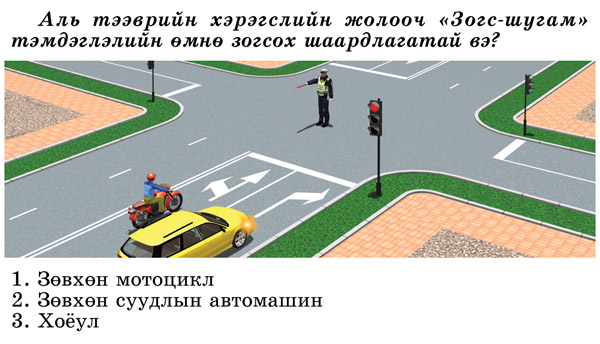 Аль тээврийн хэрэгслийн жолооч «Зогс-шугам»
тэмдэглэлийн өмнө зогсох шаардлагатай вэ?
1. Зөвхөн мотоцикл
2. Зөвхөн суудлын автомашин
3. Хоёул